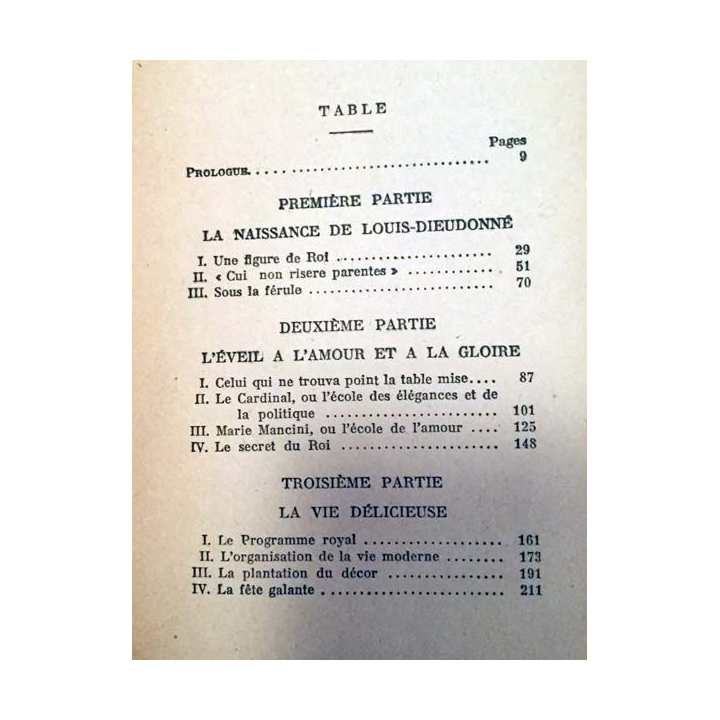 TABLE
Pages
PROLOGUE. . . . . . . . . . . . . . . . . . . . . . . . . . . . . . . . . . 9
PREMIÈRE PARTIE
LA NAISSANCE DE LOUIS-DIEUDONNÉ
I. Une figure de Roi . . . . . . . . . . . . . . . . . . . . . . 29
II. « Cui non risere parentes » . . . . . . . . . . . . 51
III. Sous la férule . . . . . . . . . . . . . . . . . . . . . . . . . . 70
DEUXIÈME PARTIE
L'ÉVEIL A L'AMOUR ET A LA GLOIRE
I. Celui qui ne trouva point la table mise. . . . 87
II. Le Cardinal, ou l'école des élégances et de
la politique . . . . . . . . . . . . . . . . . . . . 101
III. Marie Mancini, ou l'école de l'amour . . . . 125
IV. Le secret du Roi . . . . . . . . . . . . . . . . . . . . . . 148
TROISIÈME PARTIE
LA VIE DÉLICIEUSE
I. Le Programme royal . . . . . . . . . . . . . . . . . . . 161
II. L'organisation de la vie moderne . . . . . . . . 173
III. La plantation du décor . . . . . . . . . . . . . . . . 191
IV. La fête galante . . . . . . . . . . . . . . . . . . . . . . . . 211